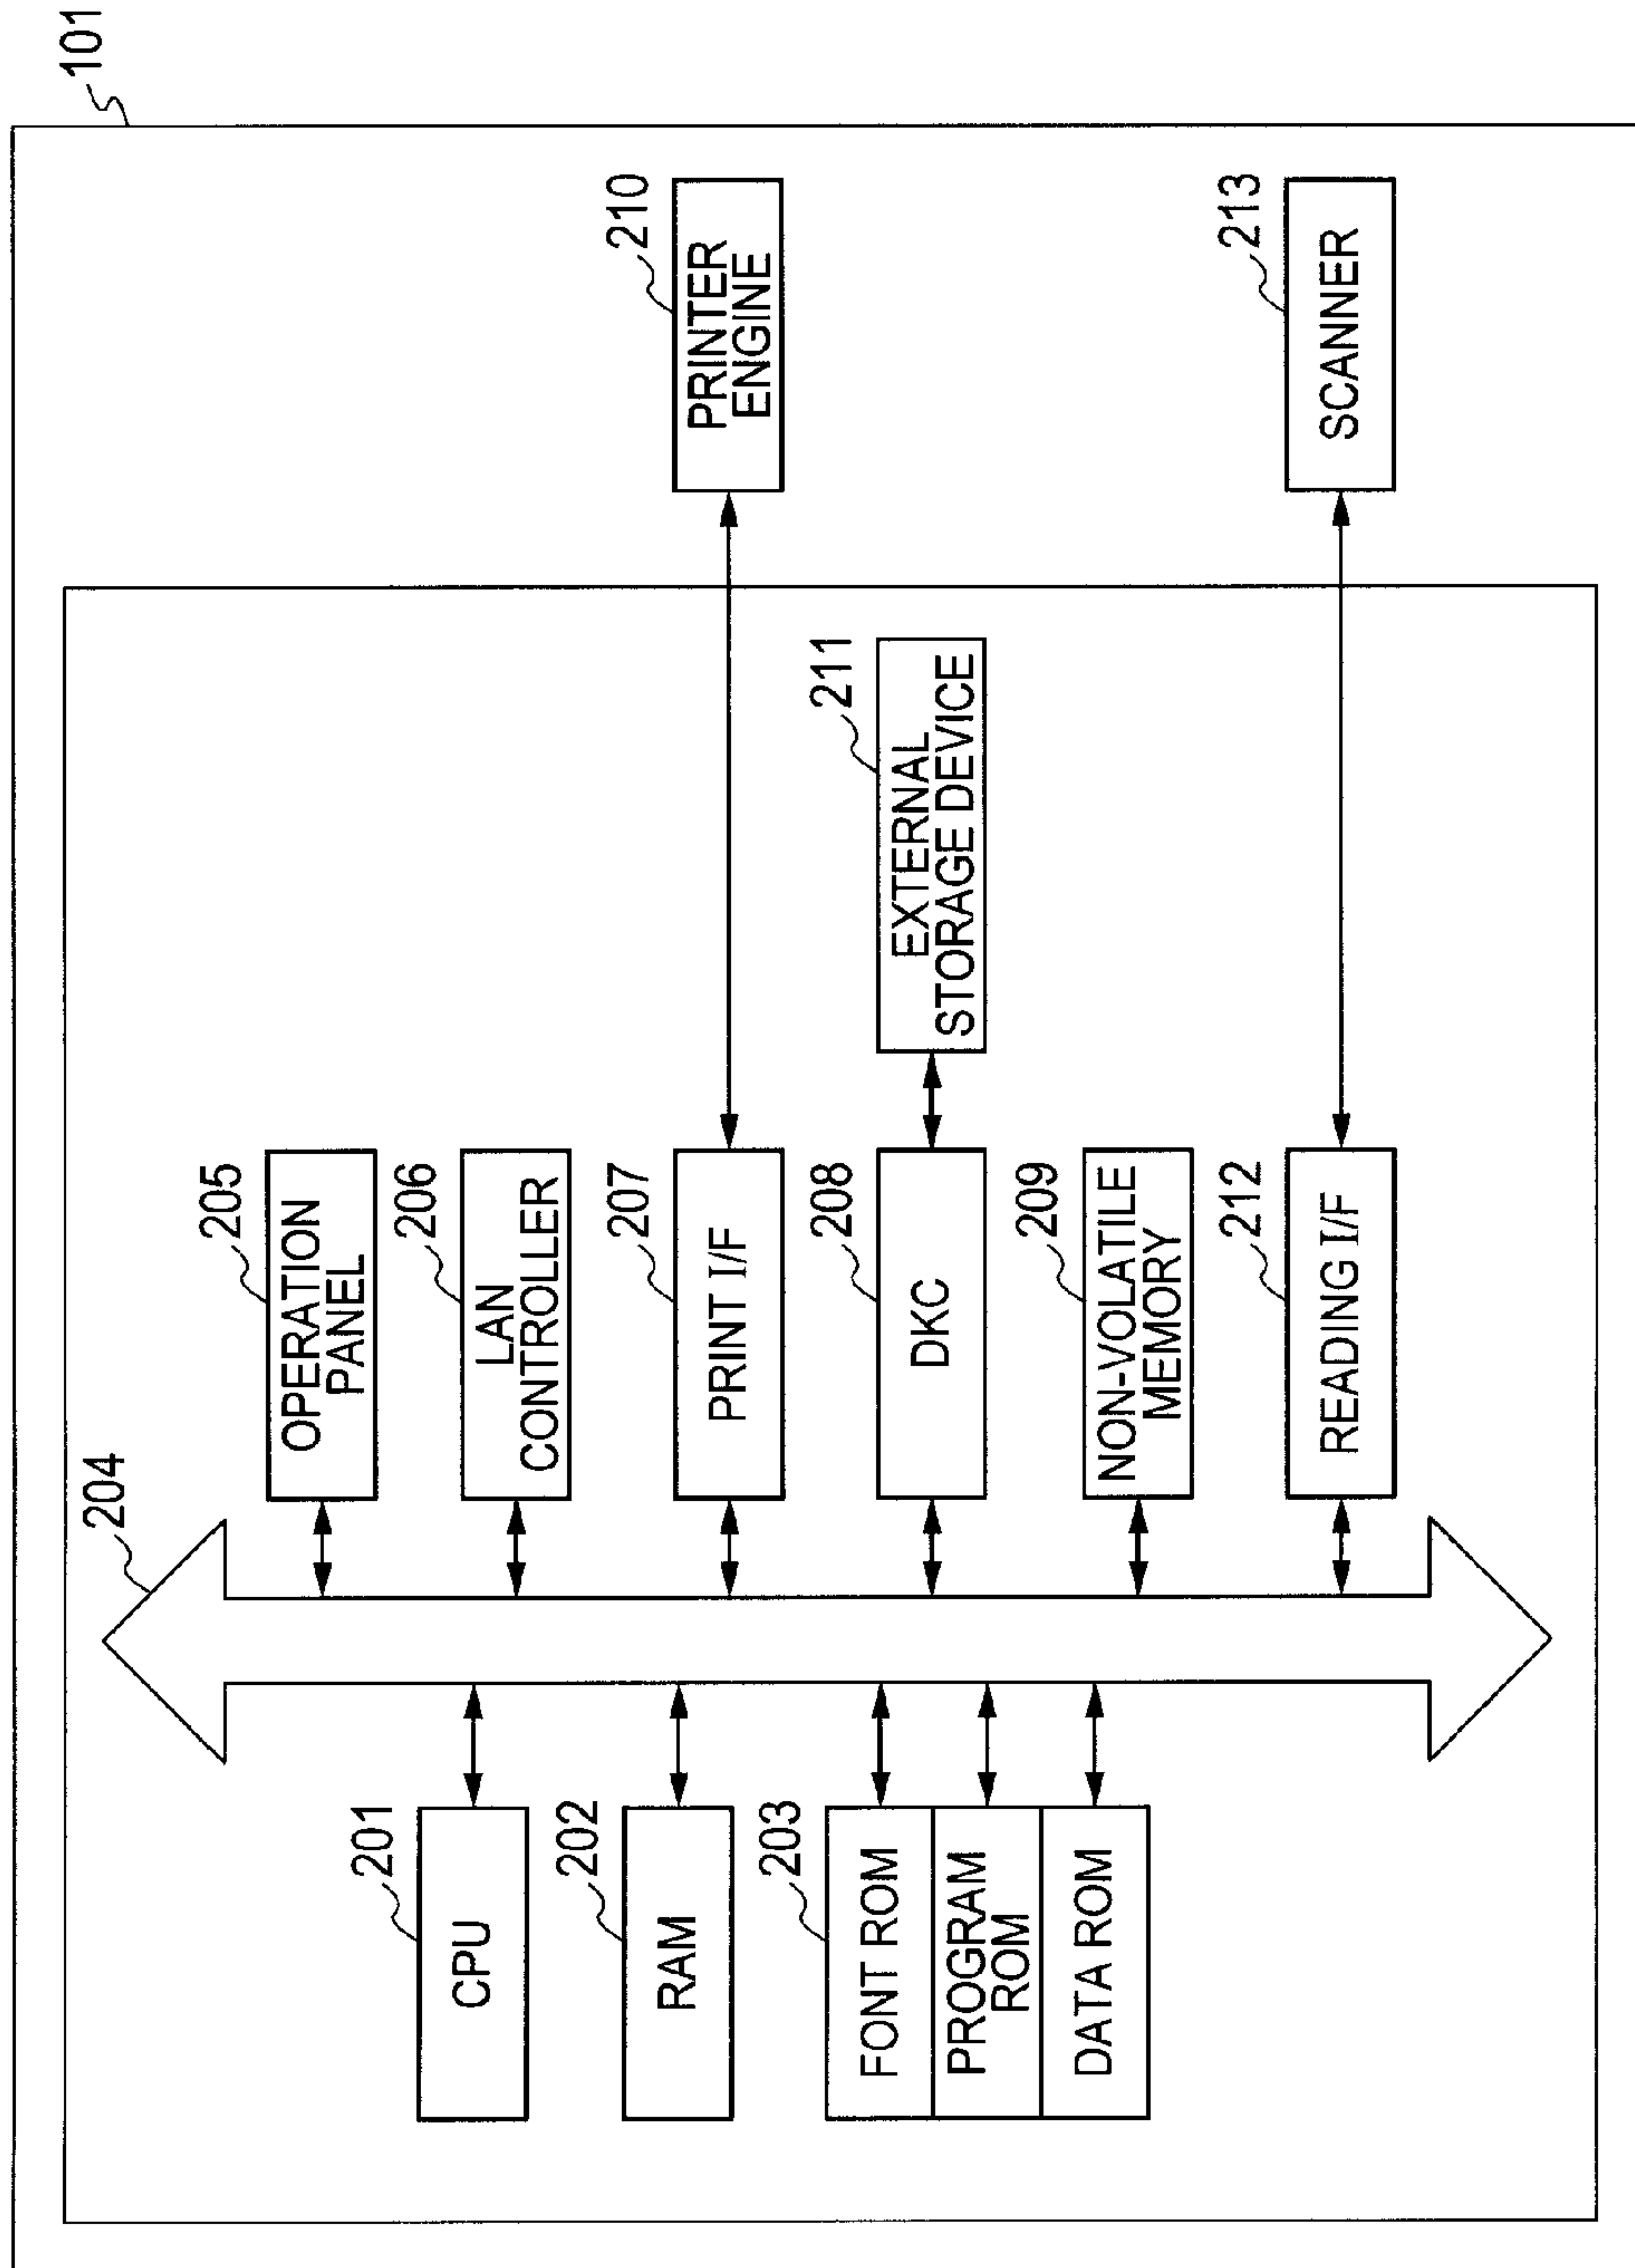 101
204
201
CPU
202
RAM
203
FONT ROM
PROGRAM
ROM
DATA ROM
205
OPERATION
PANEL
206
LAN
CONTROLLER
207
PRINT I/F
208
DKC
209
NON-VOLATILE
MEMORY
212
READING I/F
211
EXTERNAL
STORAGE DEVICE
210
PRINTER
ENGINE
213
SCANNER